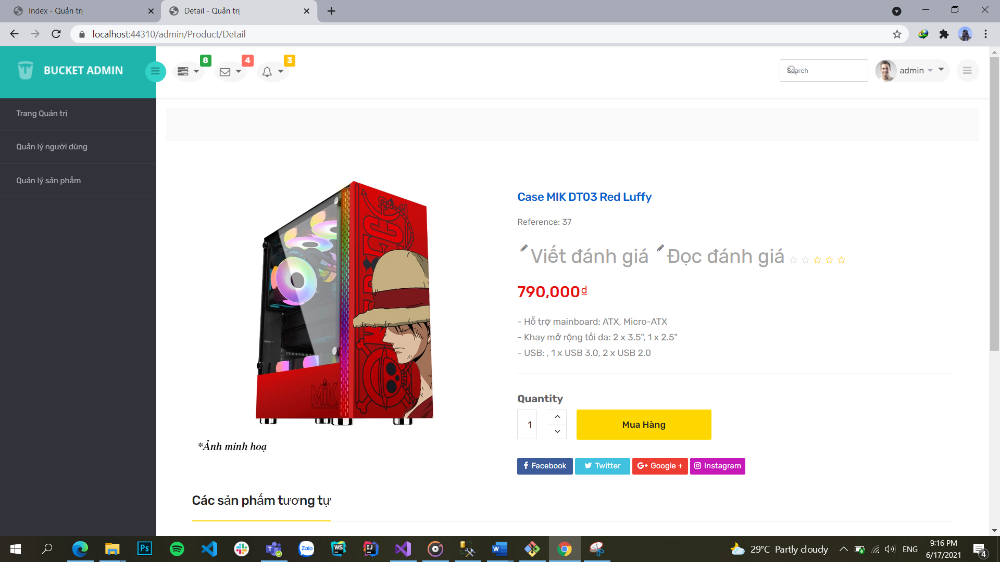 Index - Quản trị
Detail - Quản trị
localhost:44310/admin/Product/Detail
BUCKET ADMIN
8
4
3
Search
admin
Trang Quản trị
Quản lý người dùng
Quản lý sản phẩm
Case MIK DT03 Red Luffy
Reference: 37
Viết đánh giá Đọc đánh giá
790,000₫
- Hỗ trợ mainboard: ATX, Micro-ATX
- Khay mở rộng tối đa: 2 x 3.5", 1 x 2.5"
- USB: , 1 x USB 3.0, 2 x USB 2.0
MiK
*Ảnh minh hoạ
Quantity
1
Mua Hàng
Facebook Twitter Google + Instagram
Các sản phẩm tương tự
Ps
Zalo
WS
IJ
W
29°C Partly cloudy
ENG
9:16 PM
6/17/2021
4